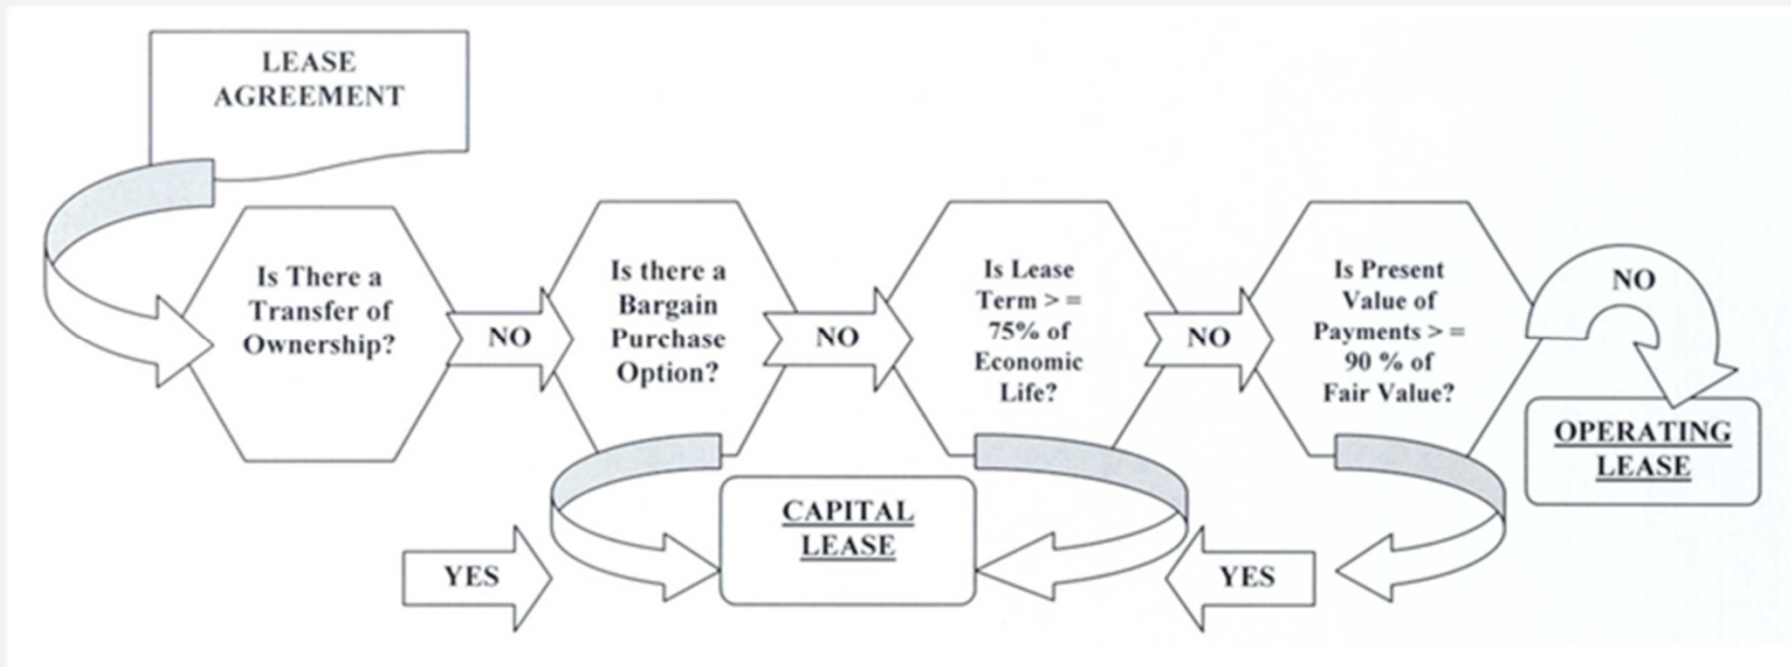 LEASE
AGREEMENT
Is There a
Transfer of
Ownership?
NO
Is there a
Bargain
Purchase
Option?
NO
Is Lease
Term > =
75% of
Economic
Life?
NO
Is Present
Value of
Payments > =
90 % of
Fair Value?
NO
OPERATING
LEASE
CAPITAL
LEASE
YES
YES